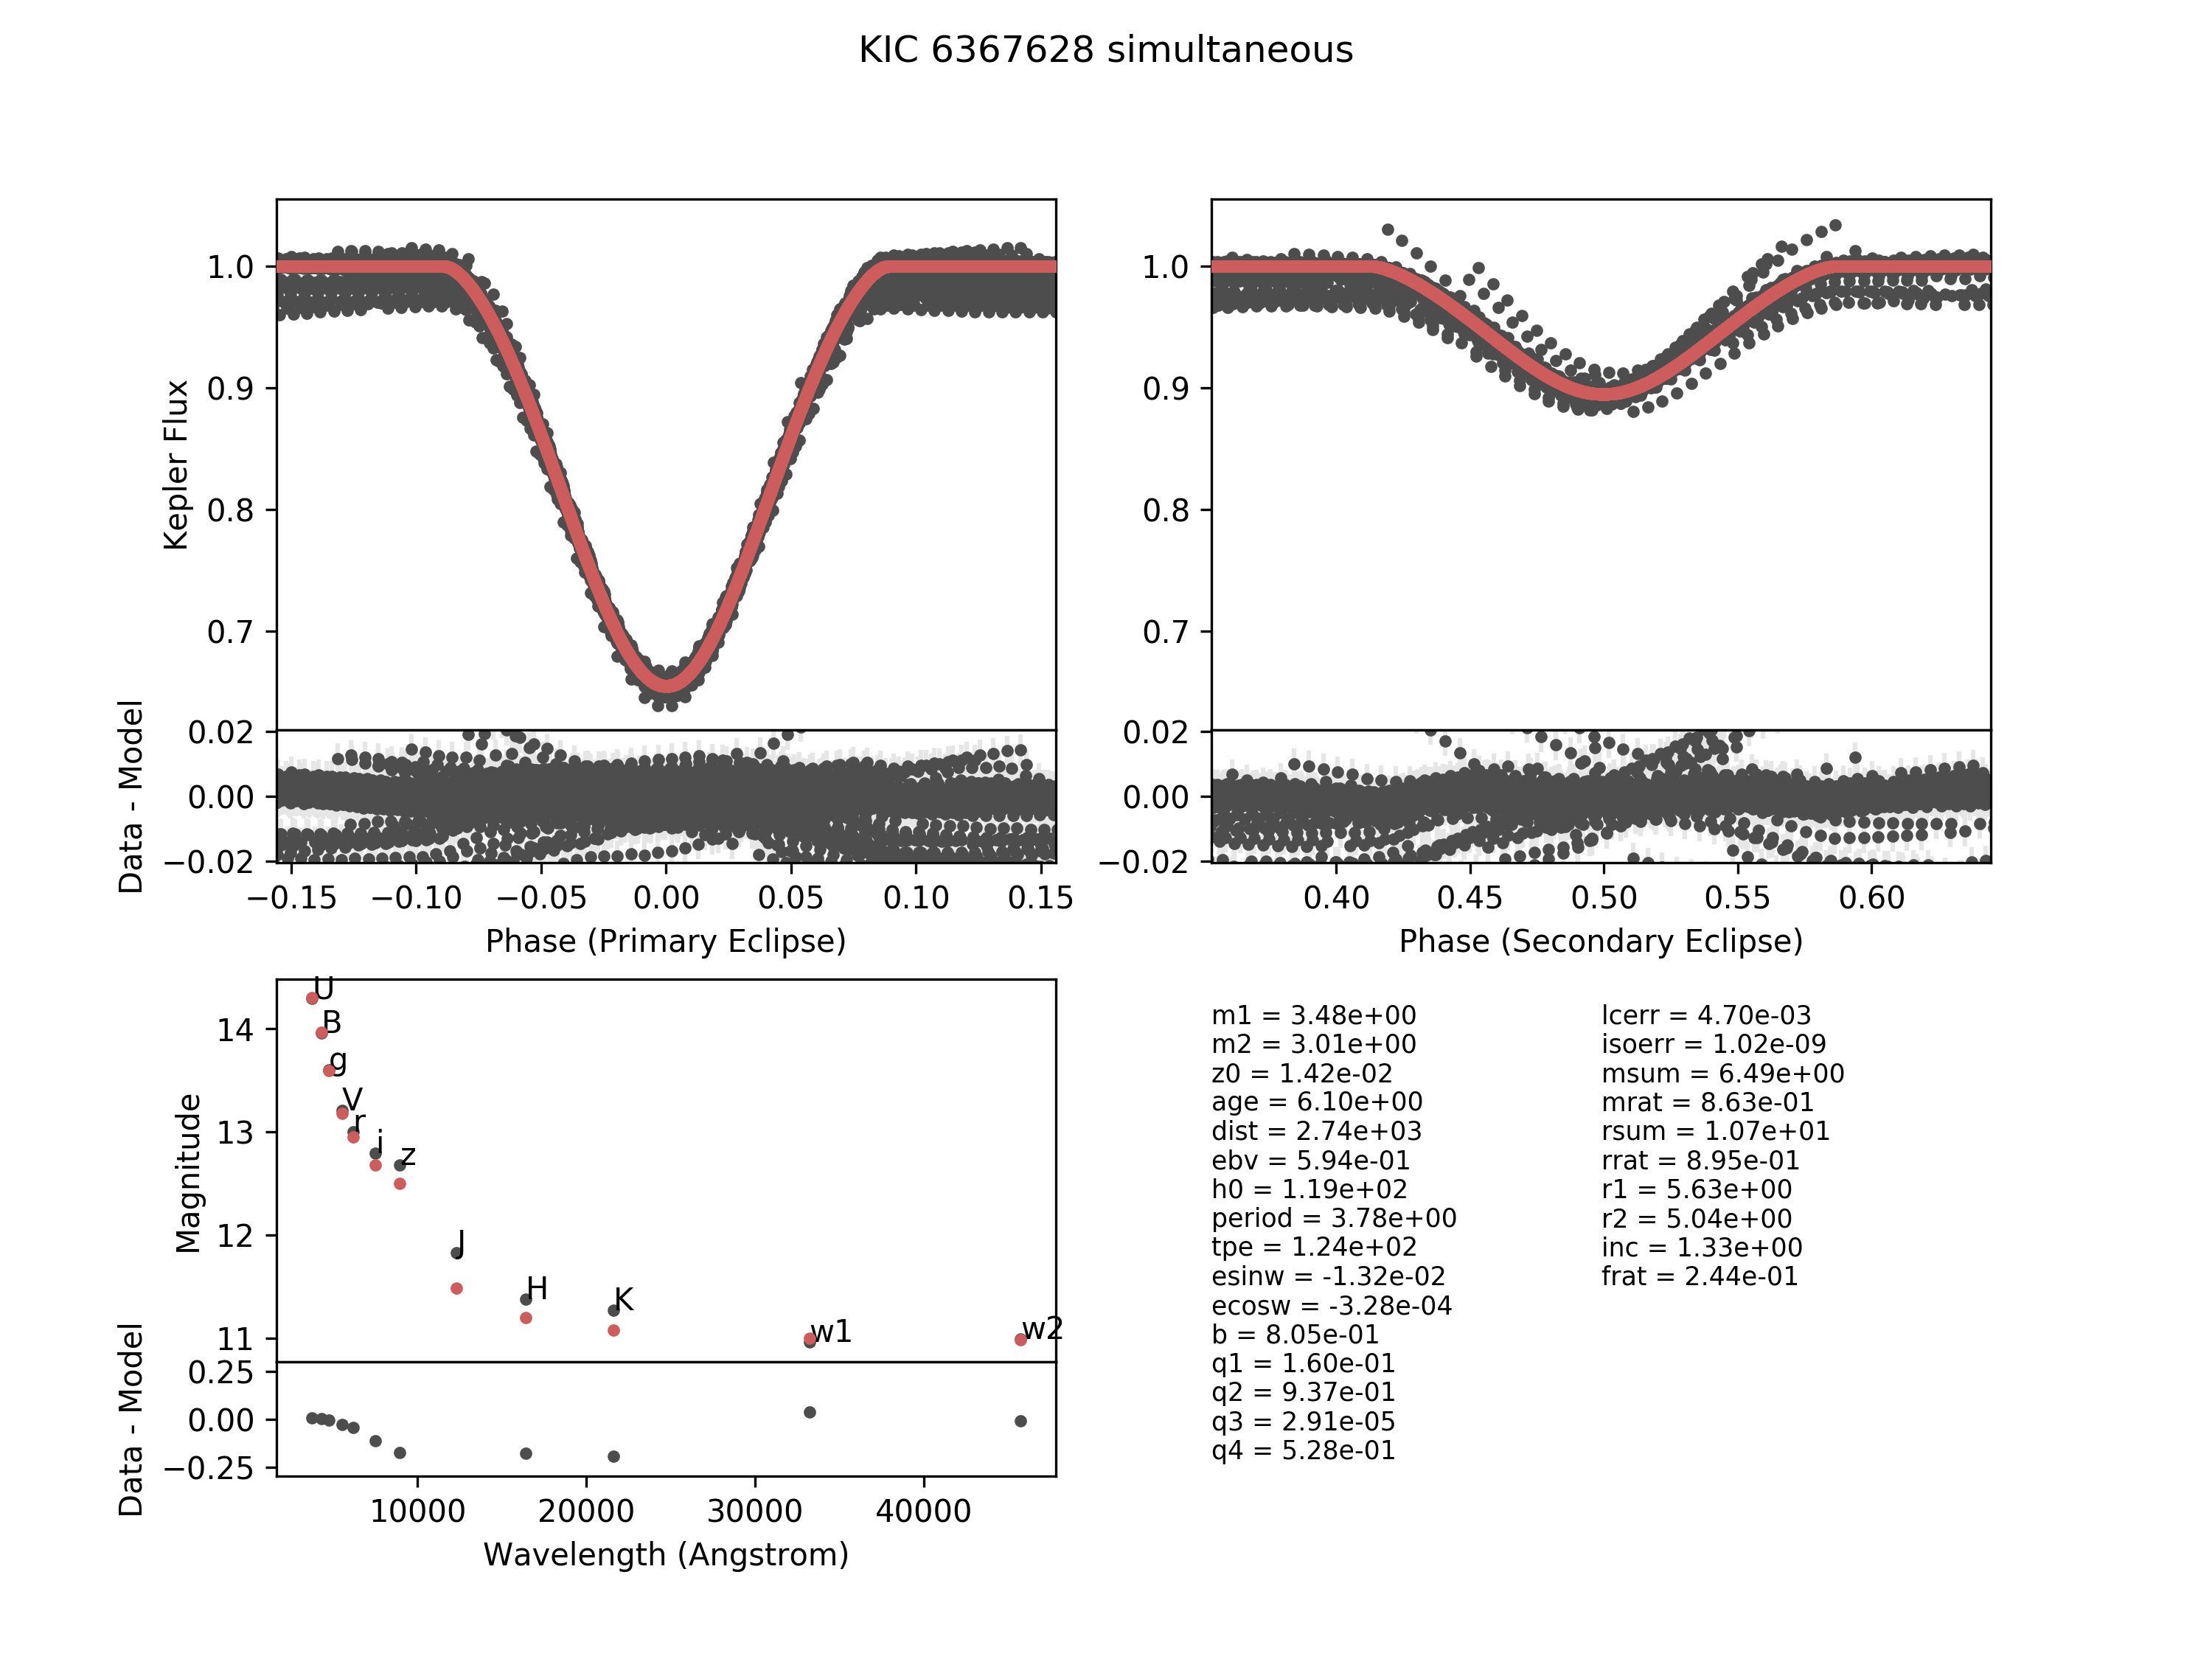 KIC 6367628 simultaneous
Kepler Flux
1.0
0.9
0.8
0.7
1.0
0.9
0.8
0.7
Data - Model
0.02
0.00
−0.02
0.02
0.00
−0.02
−0.15 −0.10 −0.05 0.00 0.05 0.10 0.15
0.40 0.45 0.50 0.55 0.60
Phase (Primary Eclipse)
Phase (Secondary Eclipse)
Magnitude
14
13
12
11
U
B
g
V
r
i
z
J
H
K
w1
w2
Data - Model
0.25
0.00
−0.25
10000 20000 30000 40000
Wavelength (Angstrom)
m1 = 3.48e+00
m2 = 3.01e+00
z0 = 1.42e-02
age = 6.10e+00
dist = 2.74e+03
ebv = 5.94e-01
h0 = 1.19e+02
period = 3.78e+00
tpe = 1.24e+02
esinw = -1.32e-02
ecosw = -3.28e-04
b = 8.05e-01
q1 = 1.60e-01
q2 = 9.37e-01
q3 = 2.91e-05
q4 = 5.28e-01
lcerr = 4.70e-03
isoerr = 1.02e-09
msum = 6.49e+00
mrat = 8.63e-01
rsum = 1.07e+01
rrat = 8.95e-01
r1 = 5.63e+00
r2 = 5.04e+00
inc = 1.33e+00
frat = 2.44e-01